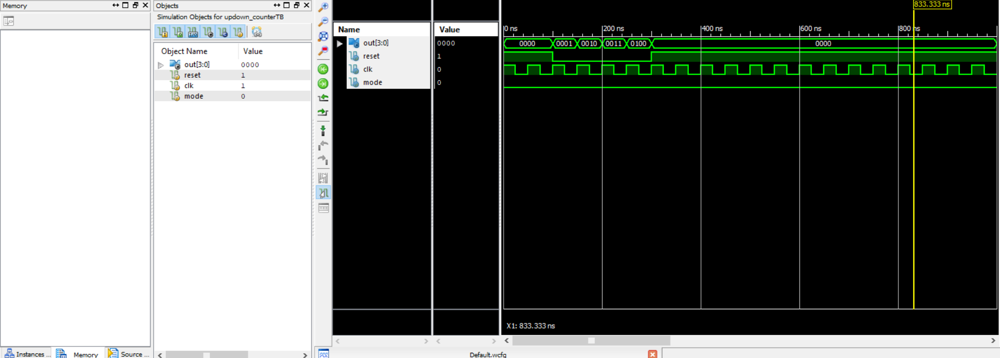 Memory
Objects
Simulation Objects for updown_counterTB
Object Name Value
out[3:0] 0000
reset 1
clk 1
mode 0
Name Value
out[3:0] 0000
reset 1
clk 0
mode 0
833.333 ns
0 ns 200 ns 400 ns 600 ns 800 ns
0000 0001 0010 0011 0100 0000
X1: 833.333 ns
Instances ... Memory Source ...
Default.wcfg